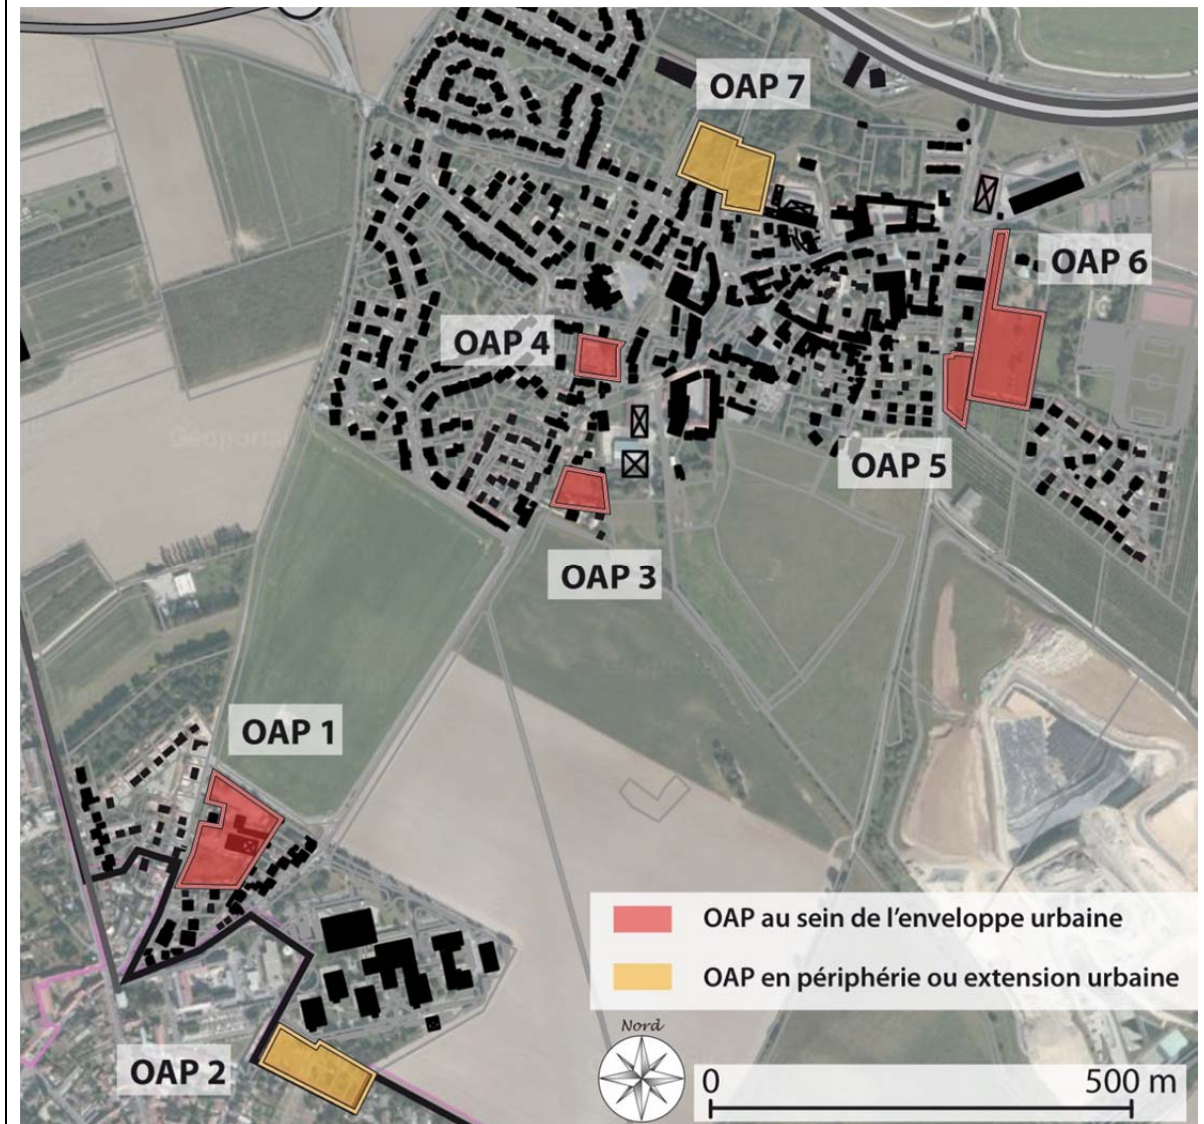 OAP 7
OAP 6
OAP 4
OAP 5
OAP 3
OAP 1
OAP au sein de l'enveloppe urbaine
OAP en périphérie ou extension urbaine
Nord
OAP 2
0 500 m